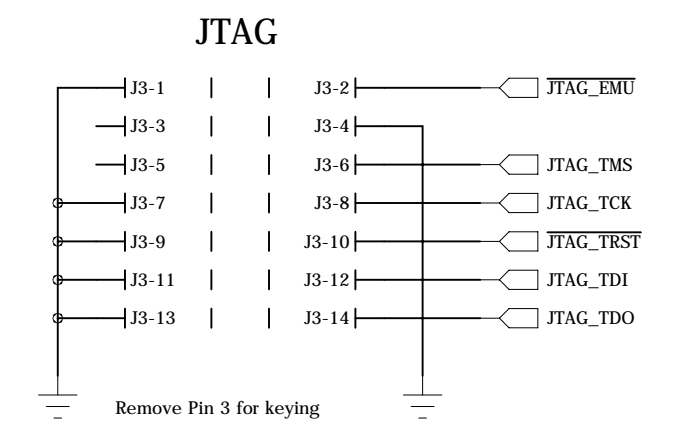 JTAG
J3-1 J3-2 JTAG_EMU
J3-3 J3-4
J3-5 J3-6 JTAG_TMS
J3-7 J3-8 JTAG_TCK
J3-9 J3-10 JTAG_TRST
J3-11 J3-12 JTAG_TDI
J3-13 J3-14 JTAG_TDO
Remove Pin 3 for keying